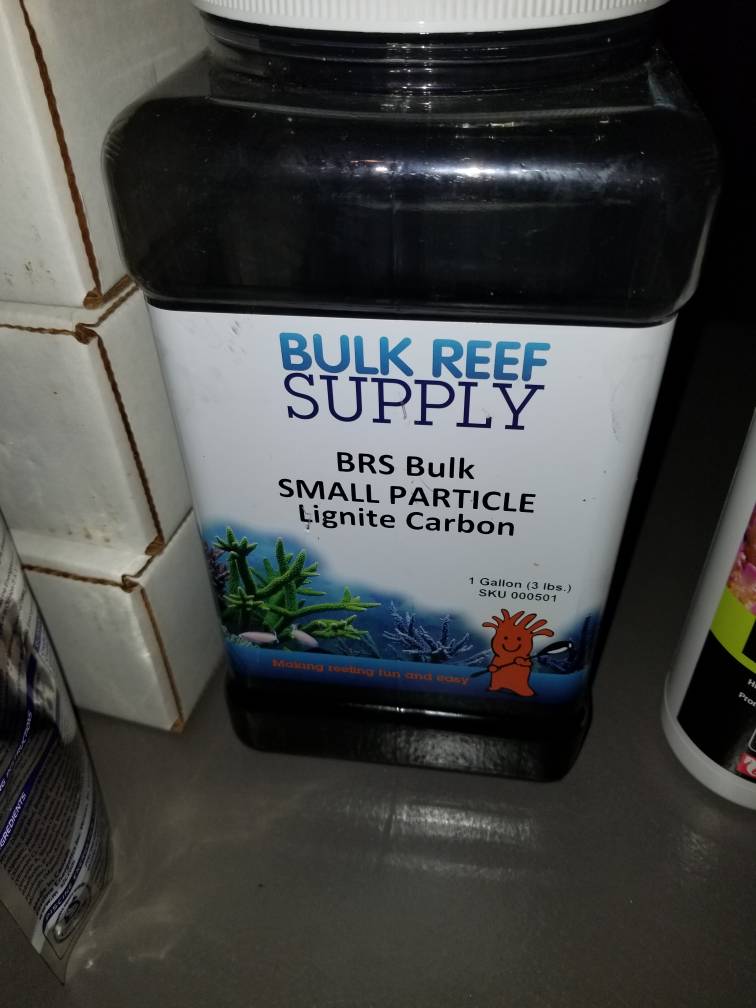 BULK REEF
SUPPLY
BRS Bulk
SMALL PARTICLE
Lignite Carbon
1 Gallon (3 lbs.)
SKU 000501
Making reefing fun and easy